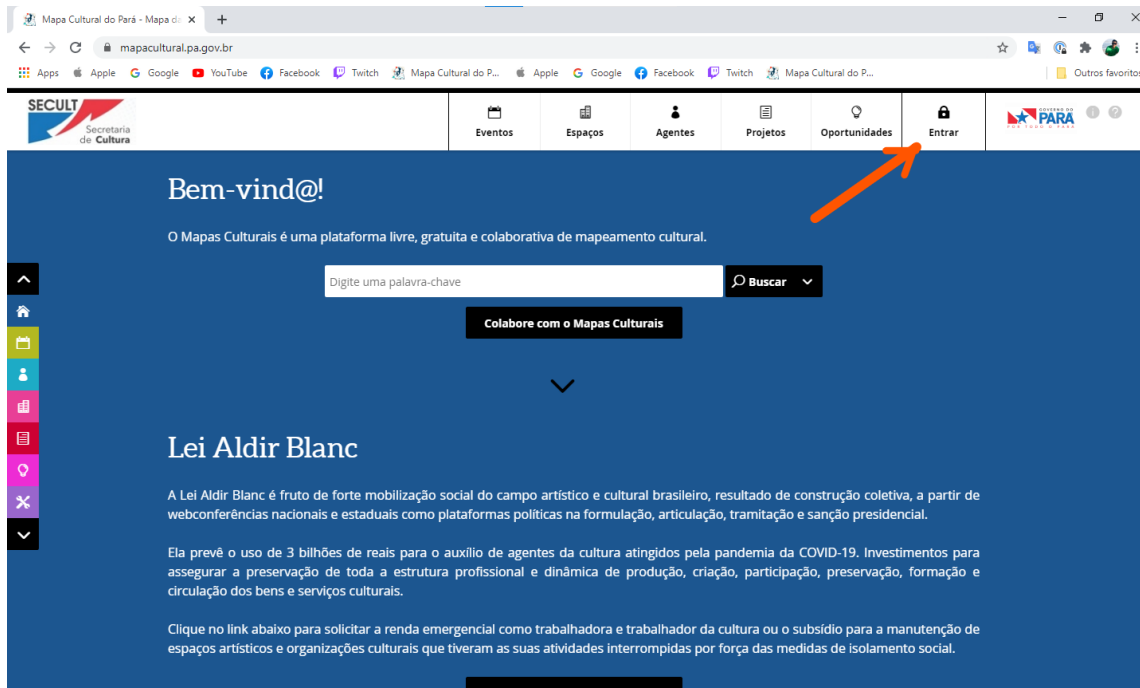 Mapa Cultural do Pará - Mapa de
mapacultural.pa.gov.br
Apps Apple Google YouTube Facebook Twitch Mapa Cultural do P... Apple Google Facebook Twitch Mapa Cultural do P... Outros favoritos
SECULT
Secretaria
de Cultura
Eventos Espaços Agentes Projetos Oportunidades Entrar
GOVERNO DO
PARÁ
POR TODO O PARÁ
Bem-vind@!
O Mapas Culturais é uma plataforma livre, gratuita e colaborativa de mapeamento cultural.
Digite uma palavra-chave Buscar
Colabore com o Mapas Culturais
Lei Aldir Blanc
A Lei Aldir Blanc é fruto de forte mobilização social do campo artístico e cultural brasileiro, resultado de construção coletiva, a partir de
webconferências nacionais e estaduais como plataformas políticas na formulação, articulação, tramitação e sanção presidencial.
Ela prevê o uso de 3 bilhões de reais para o auxílio de agentes da cultura atingidos pela pandemia da COVID-19. Investimentos para
assegurar a preservação de toda a estrutura profissional e dinâmica de produção, criação, participação, preservação, formação e
circulação dos bens e serviços culturais.
Clique no link abaixo para solicitar a renda emergencial como trabalhadora e trabalhador da cultura ou o subsídio para a manutenção de
espaços artísticos e organizações culturais que tiveram as suas atividades interrompidas por força das medidas de isolamento social.